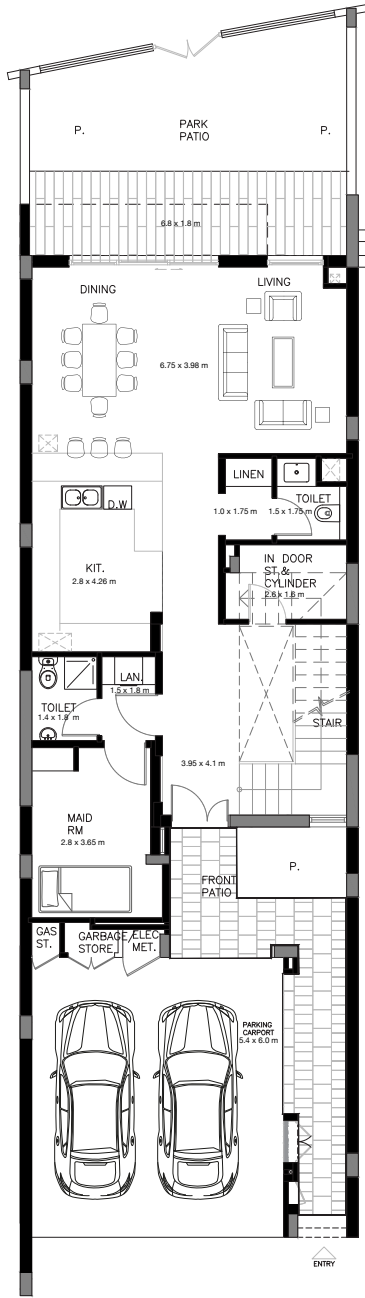 PARK
PATIO
P.
P.
6.8 x 1.8 m
DINING
LIVING
6.75 x 3.98 m
LINEN
TOILET
1.0 x 1.75 m
1.5 x 1.75 m
D.W
KIT.
2.8 x 4.26 m
IN DOOR
ST.&
CYLINDER
2.6 x 1.6 m
LAN.
1.5 x 1.8 m
TOILET
1.4 x 1.8 m
STAIR
3.95 x 4.1 m
MAID
RM
2.8 x 3.65 m
FRONT
PATIO
P.
GAS
ST.
GARBAGE
STORE
ELEC
MET.
PARKING
CARPORT
5.4 x 6.0 m
ENTRY